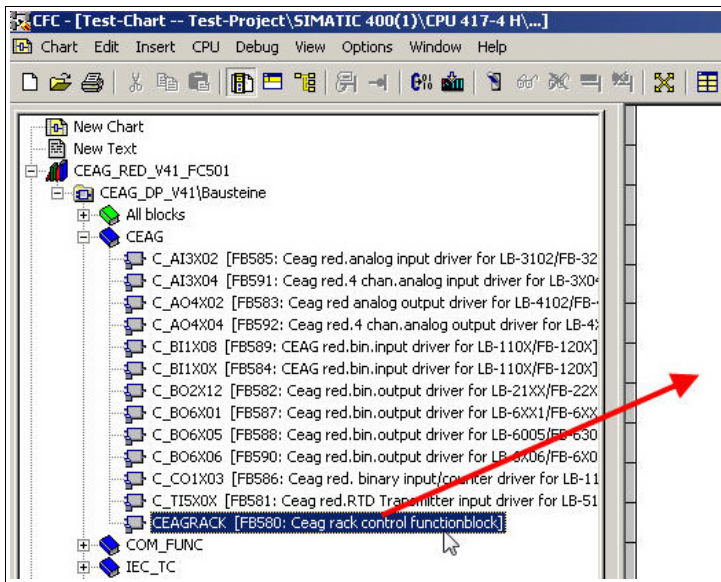 CFC - [Test-Chart -- Test-Project\SIMATIC 400(1)\CPU 417-4 H\...]
Chart Edit Insert CPU Debug View Options Window Help
New Chart
New Text
CEAG_RED_V41_FC501
CEAG_DP_V41\Bausteine
All blocks
CEAG
C_AI3X02 [FB585: Ceag red.analog input driver for LB-3102/FB-32
C_AI3X04 [FB591: Ceag red.4 chan.analog input driver for LB-3X04
C_AO4X02 [FB583: Ceag red analog output driver for LB-4102/FB-
C_AO4X04 [FB592: Ceag red.4 chan.analog output driver for LB-4X
C_BI1X08 [FB589: CEAG red.bin.input driver for LB-110X/FB-120X]
C_BI1X0X [FB584: CEAG red.bin.input driver for LB-110X/FB-120X]
C_BO2X12 [FB582: Ceag red.bin.output driver for LB-21XX/FB-22X
C_BO6X01 [FB587: Ceag red.bin.output driver for LB-6XX1/FB-6XX
C_BO6X05 [FB588: Ceag red.bin.output driver for LB-6005/FB-630
C_BO6X06 [FB590: Ceag red.bin.output driver for LB-6X06/FB-6X0
C_CO1X03 [FB586: Ceag red. binary input/counter driver for LB-11
C_TI5X0X [FB581: Ceag red.RTD Transmitter input driver for LB-51
CEAGRACK [FB580: Ceag rack control functionblock]
COM_FUNC
IEC_TC